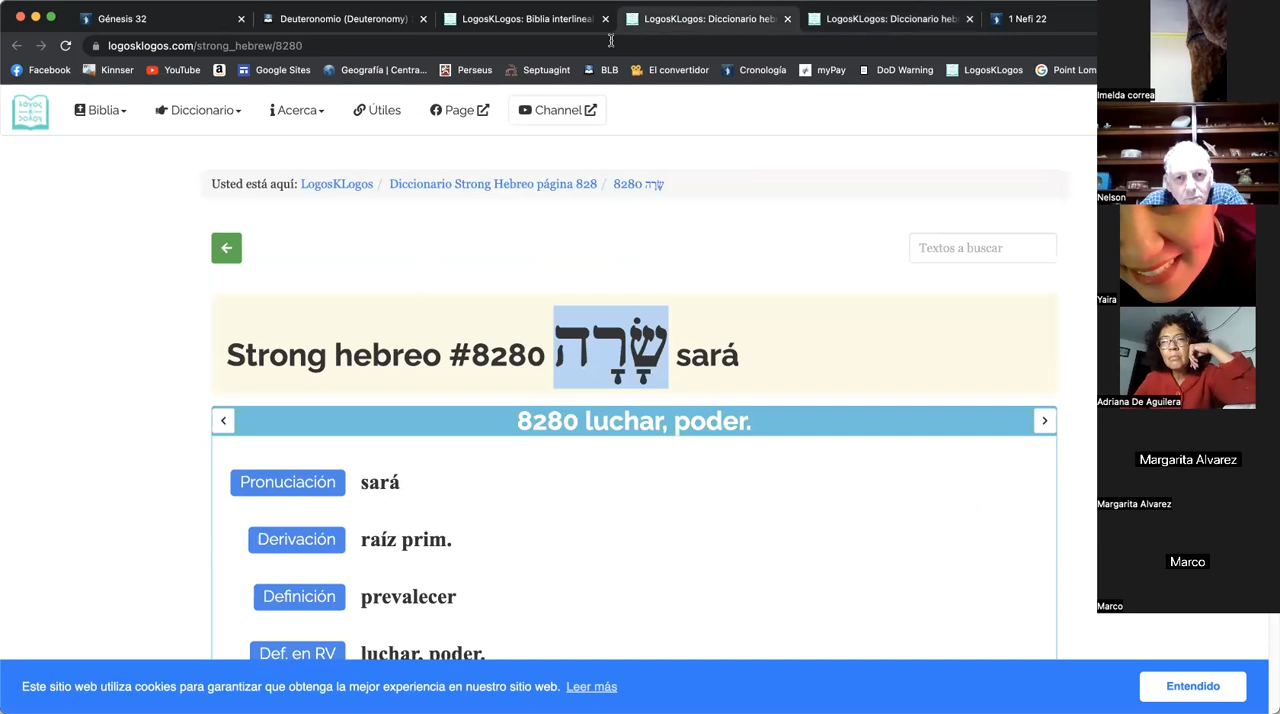 Génesis 32
Deuteronomio (Deuteronomy)
LogosKLogos: Biblia interlineal
LogosKLogos: Diccionario heb
LogosKLogos: Diccionario heb
1 Nefi 22
logosklogos.com/strong_hebrew/8280
Facebook
Kinnser
YouTube
Google Sites
Geografía | Centra...
Perseus
Septuagint
BLB
El convertidor
Cronología
myPay
DoD Warning
LogosKLogos
Point Lom
Biblia
Diccionario
Acerca
Útiles
Page
Channel
Usted está aquí: LogosKLogos / Diccionario Strong Hebreo página 828 / 8280 שָׂרָה
Textos a buscar
Strong hebreo #8280 שָׂרָה sará
8280 luchar, poder.
Pronuciación sará
Derivación raíz prim.
Definición prevalecer
Def. en RV luchar, poder.
Este sitio web utiliza cookies para garantizar que obtenga la mejor experiencia en nuestro sitio web. Leer más
Entendido
Imelda correa
Nelson
Yaira
Adriana De Aguilera
Margarita Alvarez
Margarita Alvarez
Marco
Marco